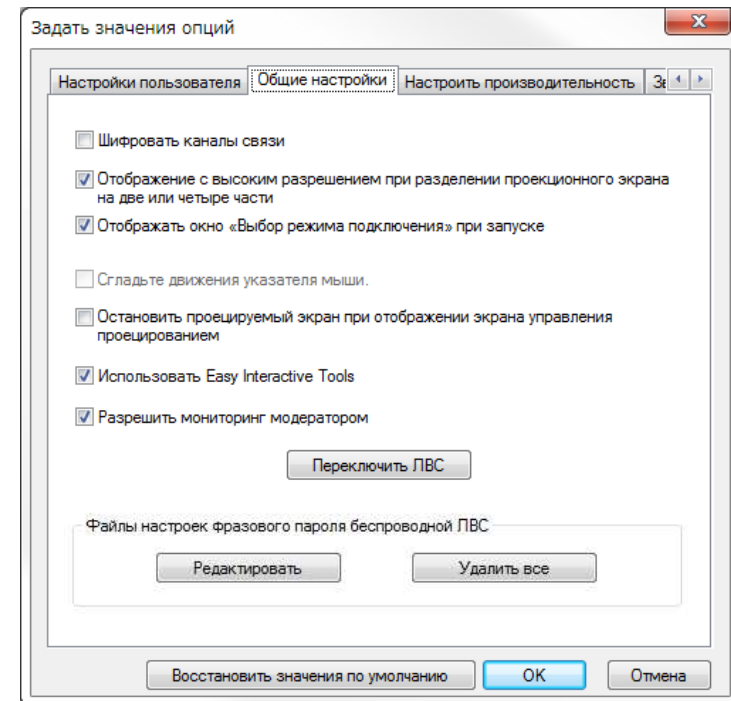 Задать значения опций
Настройки пользователя
Общие настройки
Настроить производительность
Шифровать каналы связи
Отображение с высоким разрешением при разделении проекционного экрана
на две или четыре части
Отображать окно «Выбор режима подключения» при запуске
Сгладьте движения указателя мыши.
Остановить проецируемый экран при отображении экрана управления
проецированием
Использовать Easy Interactive Tools
Разрешить мониторинг модератором
Переключить ЛВС
Файлы настроек фразового пароля беспроводной ЛВС
Редактировать
Удалить все
Восстановить значения по умолчанию
OK
Отмена